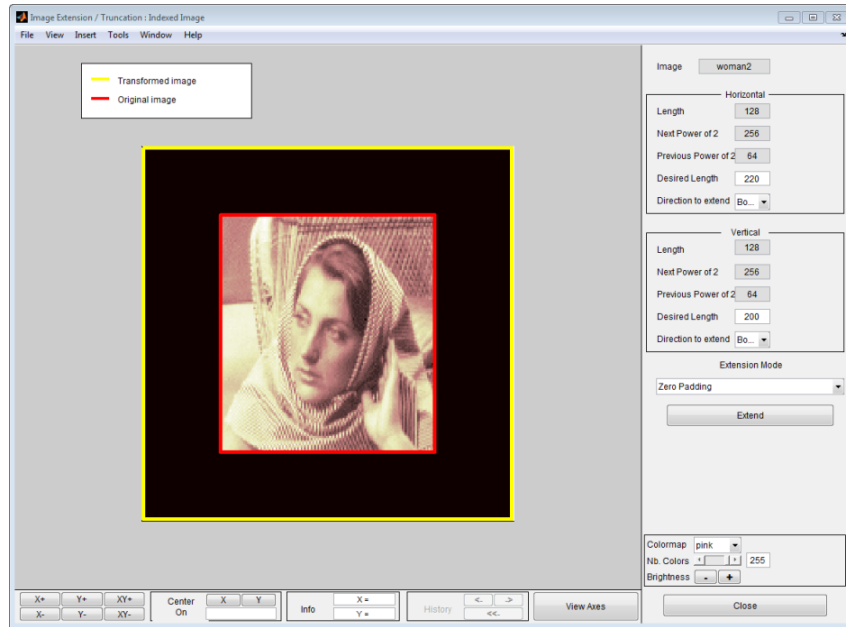 Image Extension / Truncation : Indexed Image
File View Insert Tools Window Help
Transformed image
Original image
Image woman2
Horizontal
Length 128
Next Power of 2 256
Previous Power of 2 64
Desired Length 220
Direction to extend Bo...
Vertical
Length 128
Next Power of 2 256
Previous Power of 2 64
Desired Length 200
Direction to extend Bo...
Extension Mode
Zero Padding
Extend
Colormap pink
Nb. Colors 255
Brightness - +
X+ Y+ XY+
X- Y- XY-
Center On X Y
Info X = Y =
History <- -> <<-
View Axes
Close